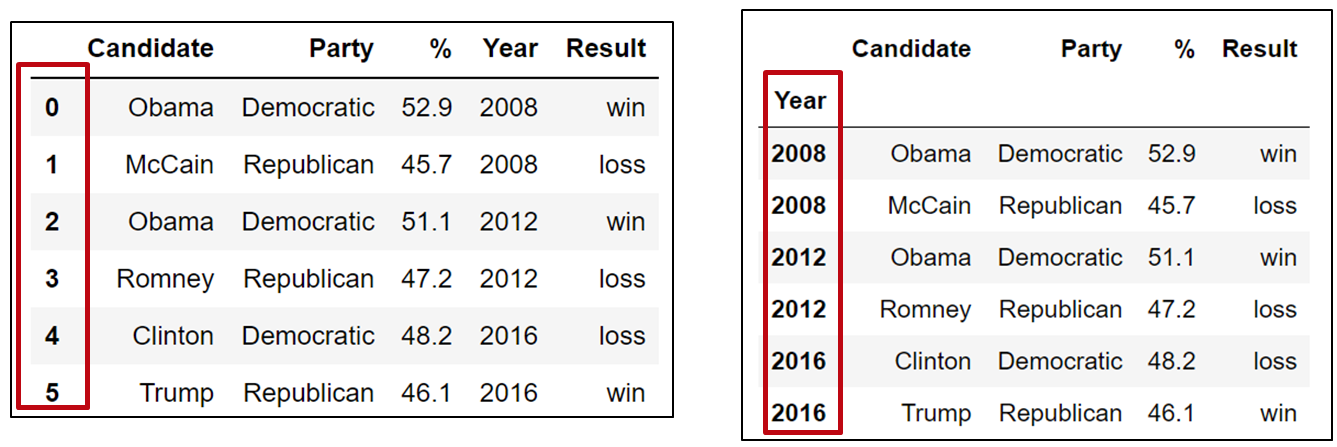 Candidate Party % Year Result
0 Obama Democratic 52.9 2008 win
1 McCain Republican 45.7 2008 loss
2 Obama Democratic 51.1 2012 win
3 Romney Republican 47.2 2012 loss
4 Clinton Democratic 48.2 2016 loss
5 Trump Republican 46.1 2016 win
Candidate Party % Result
Year
2008 Obama Democratic 52.9 win
2008 McCain Republican 45.7 loss
2012 Obama Democratic 51.1 win
2012 Romney Republican 47.2 loss
2016 Clinton Democratic 48.2 loss
2016 Trump Republican 46.1 win